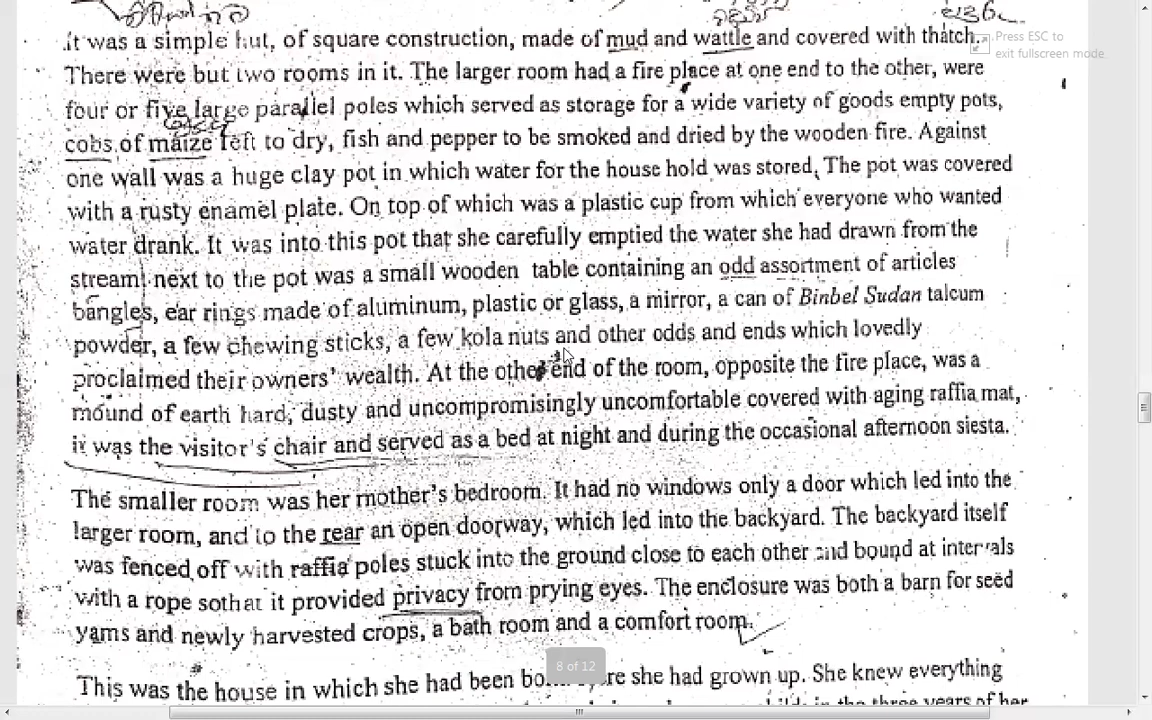 it was a simple hut, of square construction, made of mud and wattle and covered with thatch.
Press ESC to
exit fullscreen mode
There were but two rooms in it. The larger room had a fire place at one end to the other, were
four or five large parallel poles which served as storage for a wide variety of goods empty pots,
cobs of maize left to dry, fish and pepper to be smoked and dried by the wooden fire. Against
one wall was a huge clay pot in which water for the house hold was stored, The pot was covered
with a rusty enamel plate. On top of which was a plastic cup from which everyone who wanted
water drank. It was into this pot that she carefully emptied the water she had drawn from the
stream next to the pot was a small wooden table containing an odd assortment of articles
bangles, ear rings made of aluminum, plastic or glass, a mirror, a can of Binbel Sudan talcum
powder, a few chewing sticks, a few kola nuts and other odds and ends which lovedly
proclaimed their owners' wealth. At the other end of the room, opposite the fire place, was a
mound of earth hard, dusty and uncompromisingly uncomfortable covered with aging raffia mat,
it was the visitor's chair and served as a bed at night and during the occasional afternoon siesta.
The smaller room was her mother's bedroom. It had no windows only a door which led into the
larger room, and to the rear an open doorway, which led into the backyard. The backyard itself
was fenced off with raffia poles stuck into the ground close to each other and bound at intervals
with a rope sothat it provided privacy from prying eyes. The enclosure was both a barn for seed
yams and newly harvested crops, a bath room and a comfort room.
8 of 12
This was the house in which she had been re she had grown up. She knew everything
in the three years of her